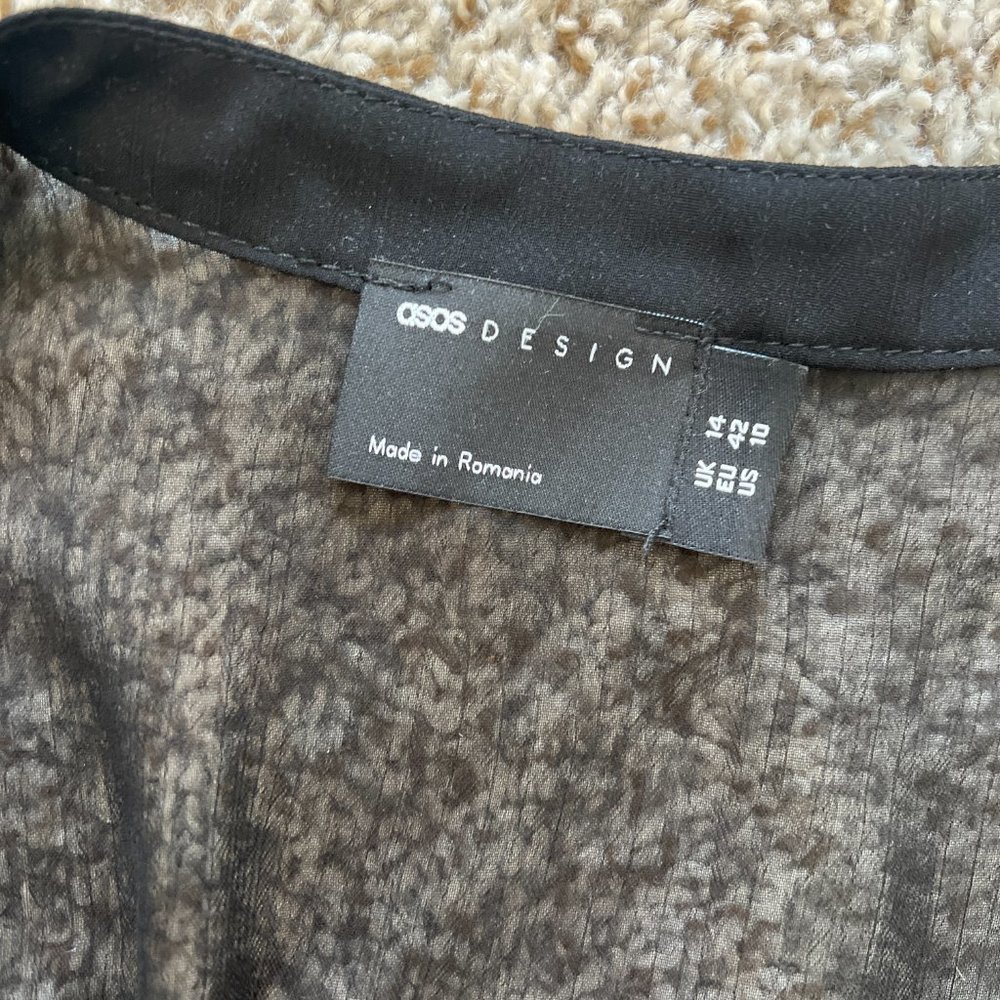 asos DESIGN
Made in Romania
UK 14
EU 42
US 10